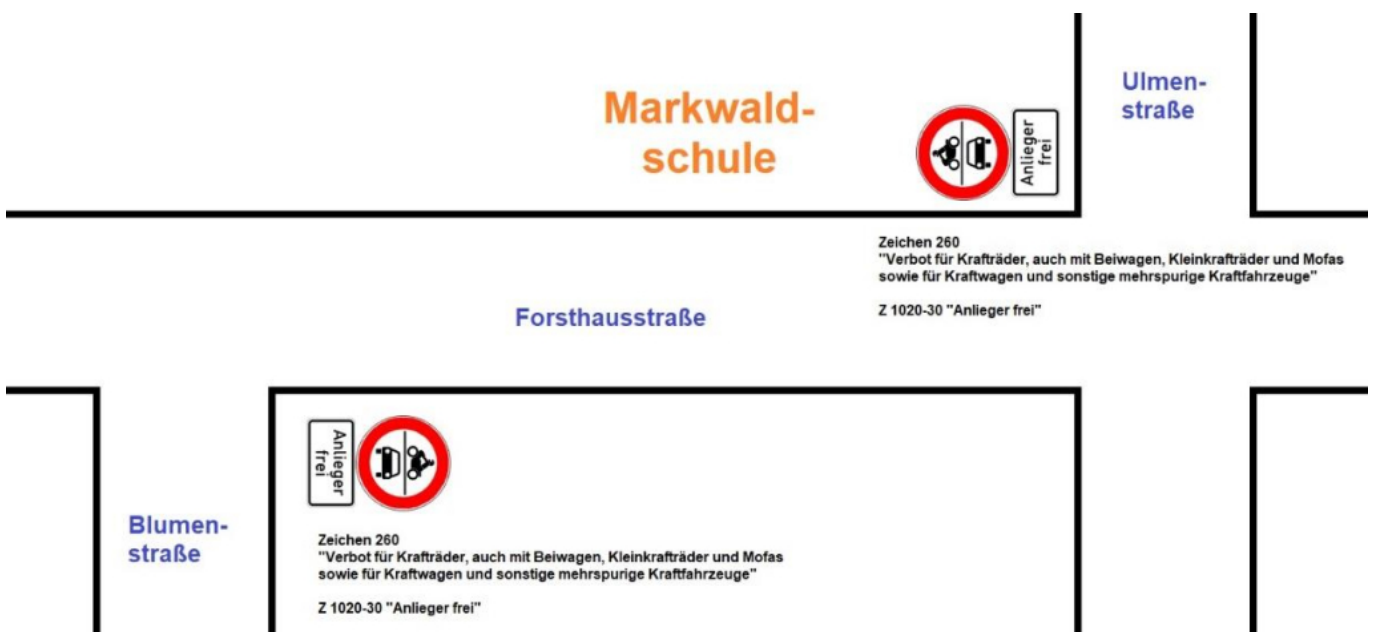 Ulmen-
straße
Markwald-
schule
Anlieger
frei
Zeichen 260
"Verbot für Krafträder, auch mit Beiwagen, Kleinkrafträder und Mofas
sowie für Kraftwagen und sonstige mehrspurige Kraftfahrzeuge"
Z 1020-30 "Anlieger frei"
Forsthausstraße
Anlieger
frei
Blumen-
straße
Zeichen 260
"Verbot für Krafträder, auch mit Beiwagen, Kleinkrafträder und Mofas
sowie für Kraftwagen und sonstige mehrspurige Kraftfahrzeuge"
Z 1020-30 "Anlieger frei"